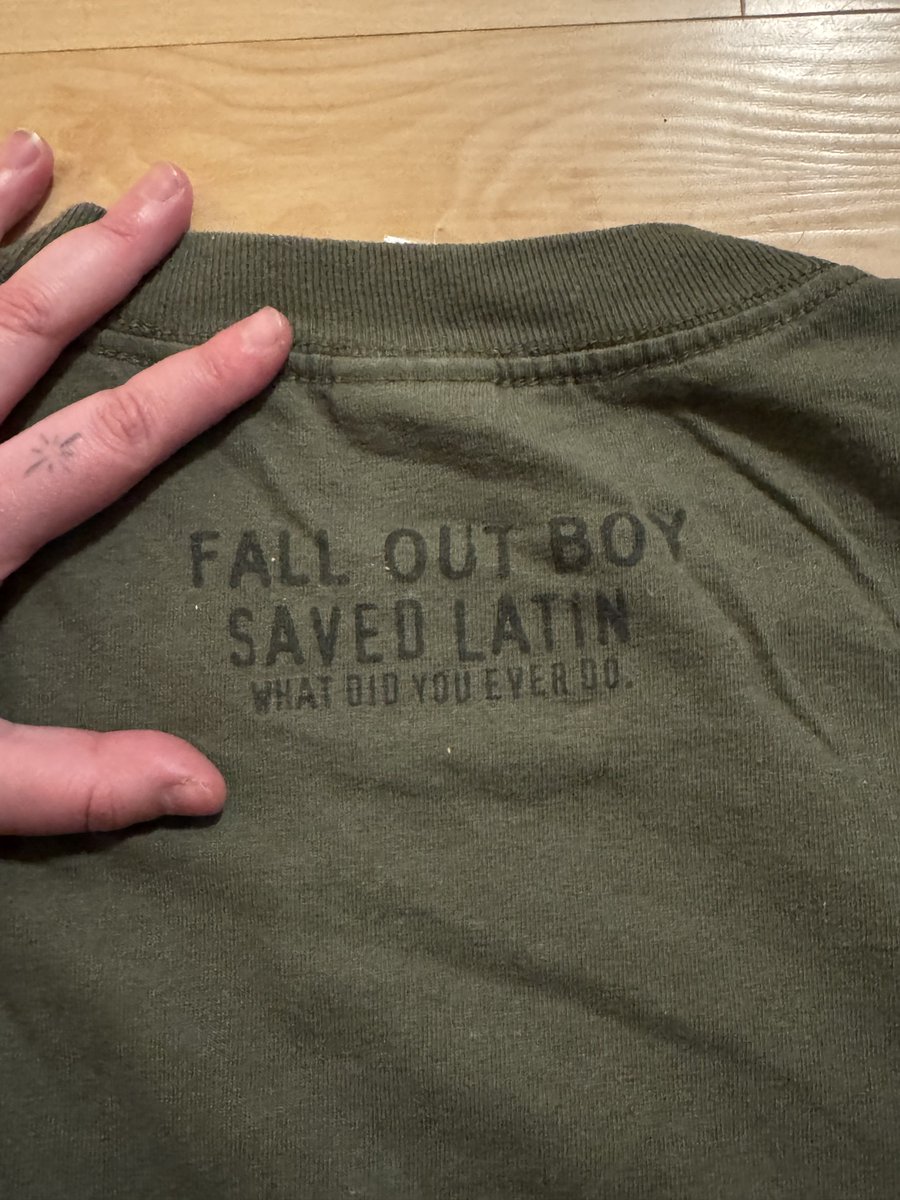 FALL OUT BOY
SAVED LATIN
WHAT DID YOU EVER DO.